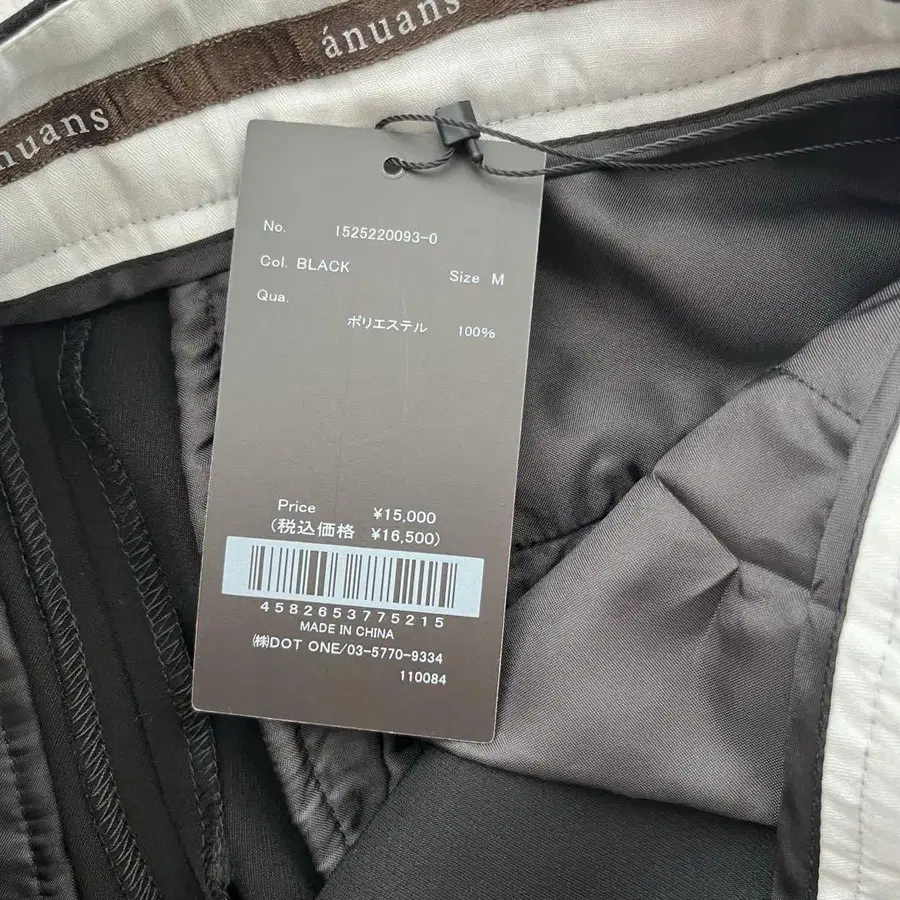 ánuans
nuans
No. 1525220093-0
Col. BLACK Size M
Qua.
ポリエステル 100%
Price ¥15,000
(税込価格 ¥16,500)
4582653775215
MADE IN CHINA
㈱DOT ONE/03-5770-9334
110084